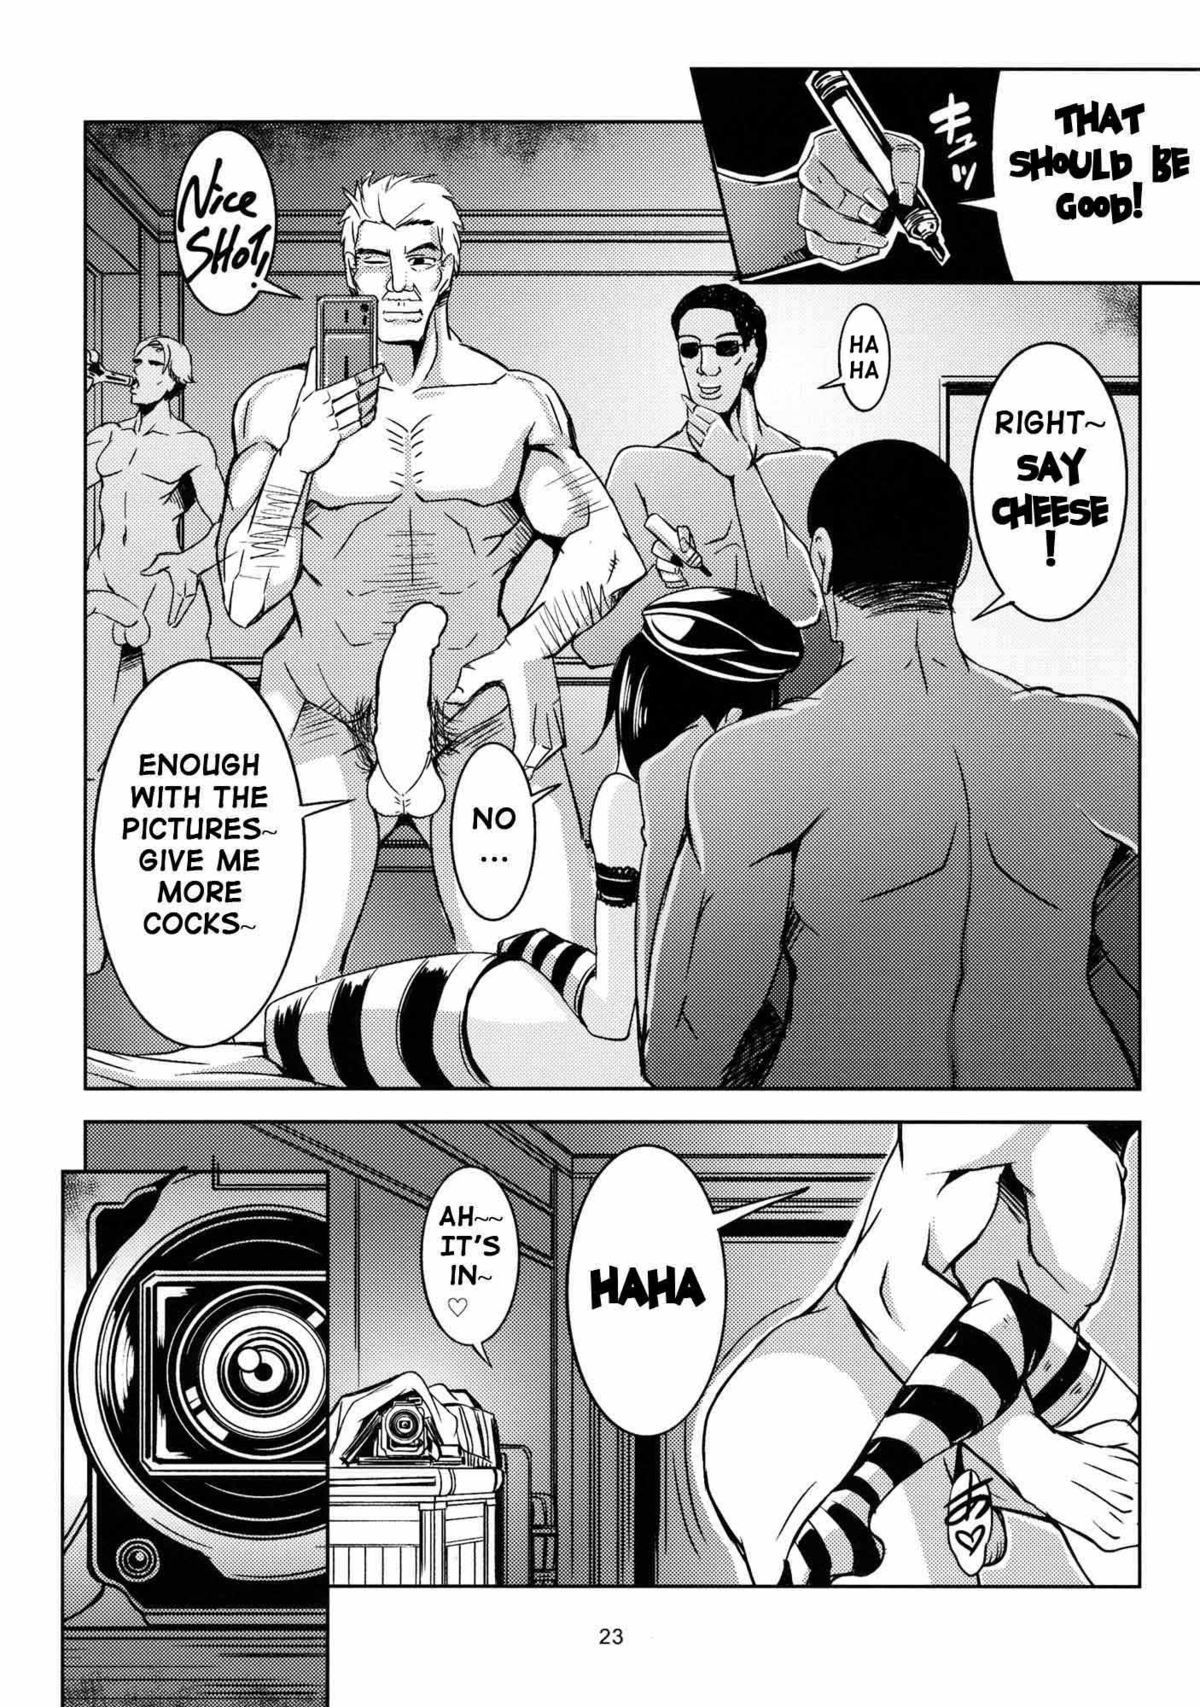 THAT
SHOULD BE
GOOD!
キュッ
RIGHT~
SAY
CHEESE
!
HA
HA
Nice
SHOT!
NO
...
ENOUGH
WITH THE
PICTURES~
GIVE ME
MORE
COCKS~
HAHA
あ♡
AH~~
IT'S
IN~
♡
23